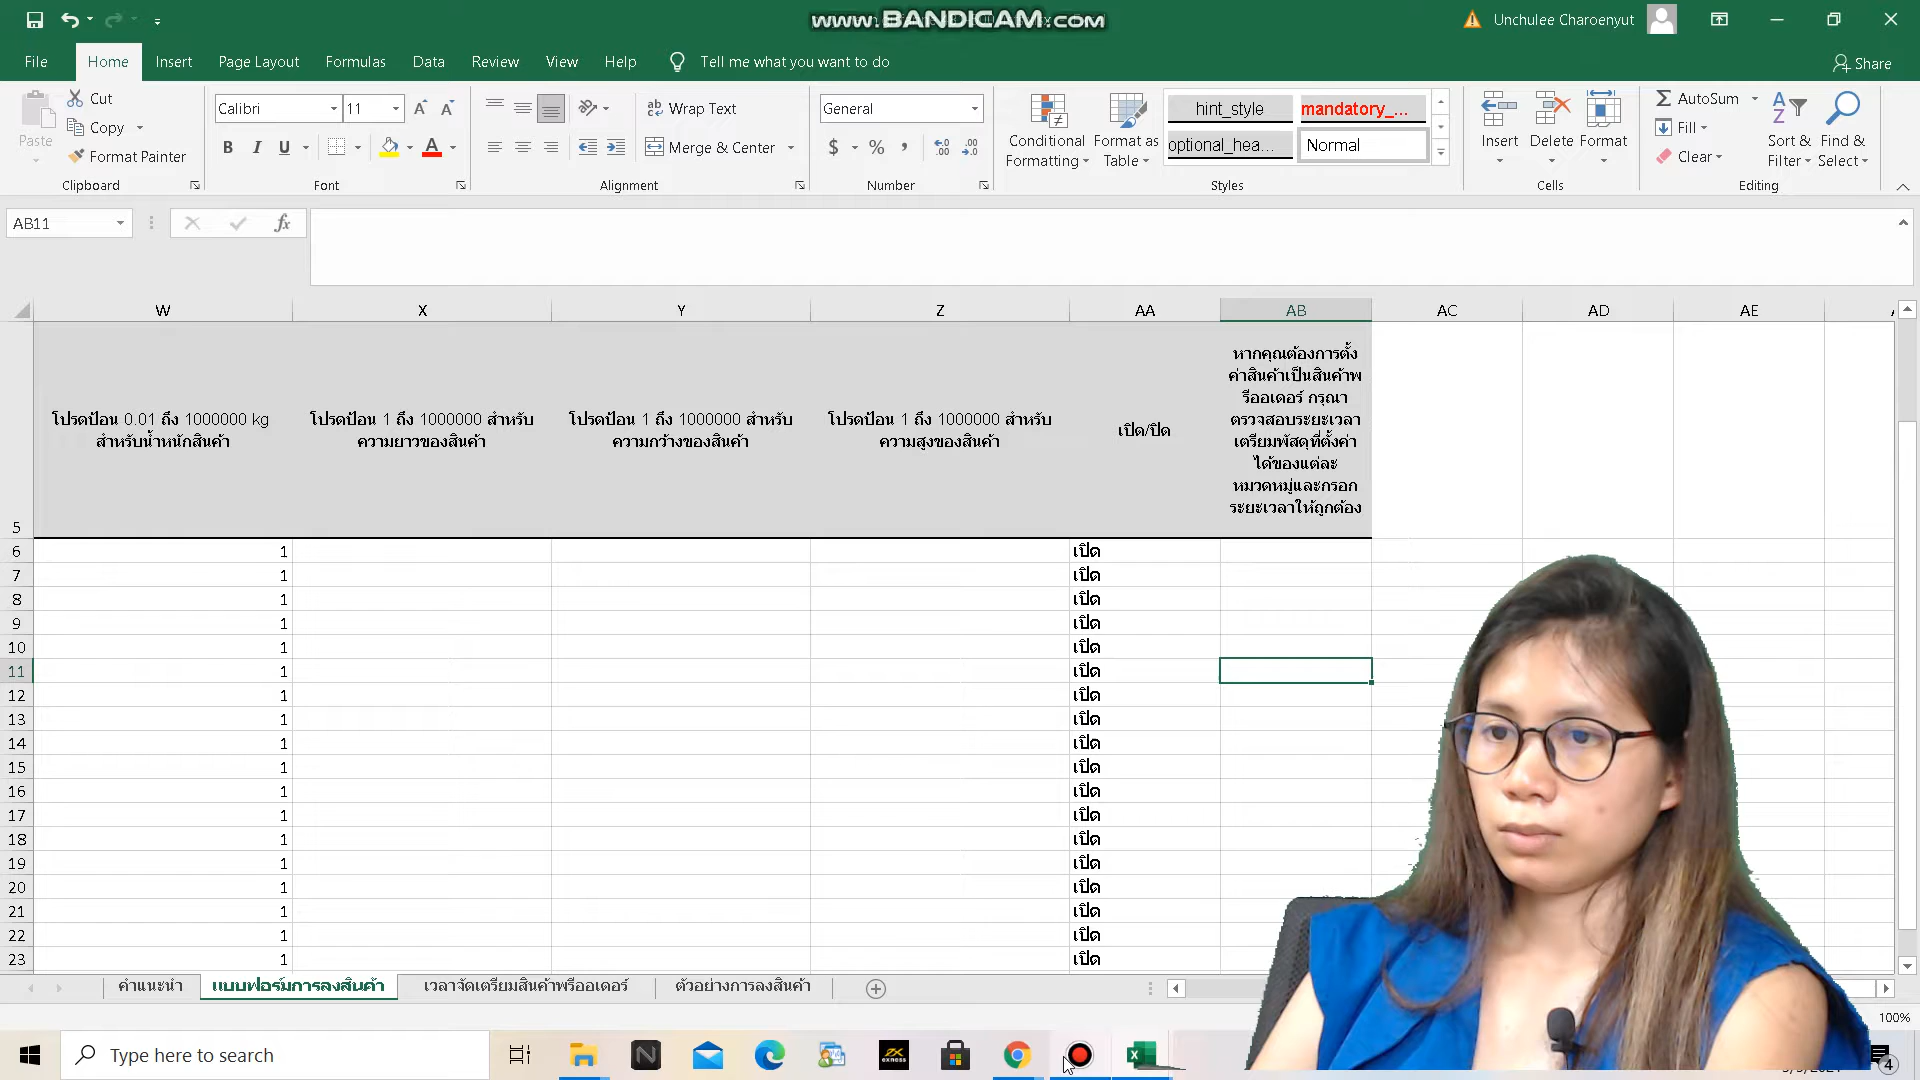 www.BANDICAM.com
Unchulee Charoenyut
File Home Insert Page Layout Formulas Data Review View Help Tell me what you want to do Share
Paste Cut Copy Format Painter Clipboard
Calibri 11 B I U A Font
Wrap Text Merge & Center Alignment
General $ % , Number
Conditional Formatting Format as Table
hint_style mandatory_...
optional_hea... Normal
Styles
Insert Delete Format Cells
AutoSum Fill Clear Sort & Filter Find & Select Editing
AB11 fx
W X Y Z AA AB AC AD AE
โปรดป้อน 0.01 ถึง 1000000 kg
สำหรับน้ำหนักสินค้า
โปรดป้อน 1 ถึง 1000000 สำหรับ
ความยาวของสินค้า
โปรดป้อน 1 ถึง 1000000 สำหรับ
ความกว้างของสินค้า
โปรดป้อน 1 ถึง 1000000 สำหรับ
ความสูงของสินค้า
เปิด/ปิด
หากคุณต้องการตั้ง
ค่าสินค้าเป็นสินค้าพ
รีออเดอร์ กรุณา
ตรวจสอบระยะเวลา
เตรียมพัสดุที่ตั้งค่า
ได้ของแต่ละ
หมวดหมู่และกรอก
ระยะเวลาให้ถูกต้อง
5
6 1 เปิด
7 1 เปิด
8 1 เปิด
9 1 เปิด
10 1 เปิด
11 1 เปิด
12 1 เปิด
13 1 เปิด
14 1 เปิด
15 1 เปิด
16 1 เปิด
17 1 เปิด
18 1 เปิด
19 1 เปิด
20 1 เปิด
21 1 เปิด
22 1 เปิด
23 1 เปิด
คำแนะนำ แบบฟอร์มการลงสินค้า เวลาจัดเตรียมสินค้าพรีออเดอร์ ตัวอย่างการลงสินค้า
100%
Type here to search
exness
4